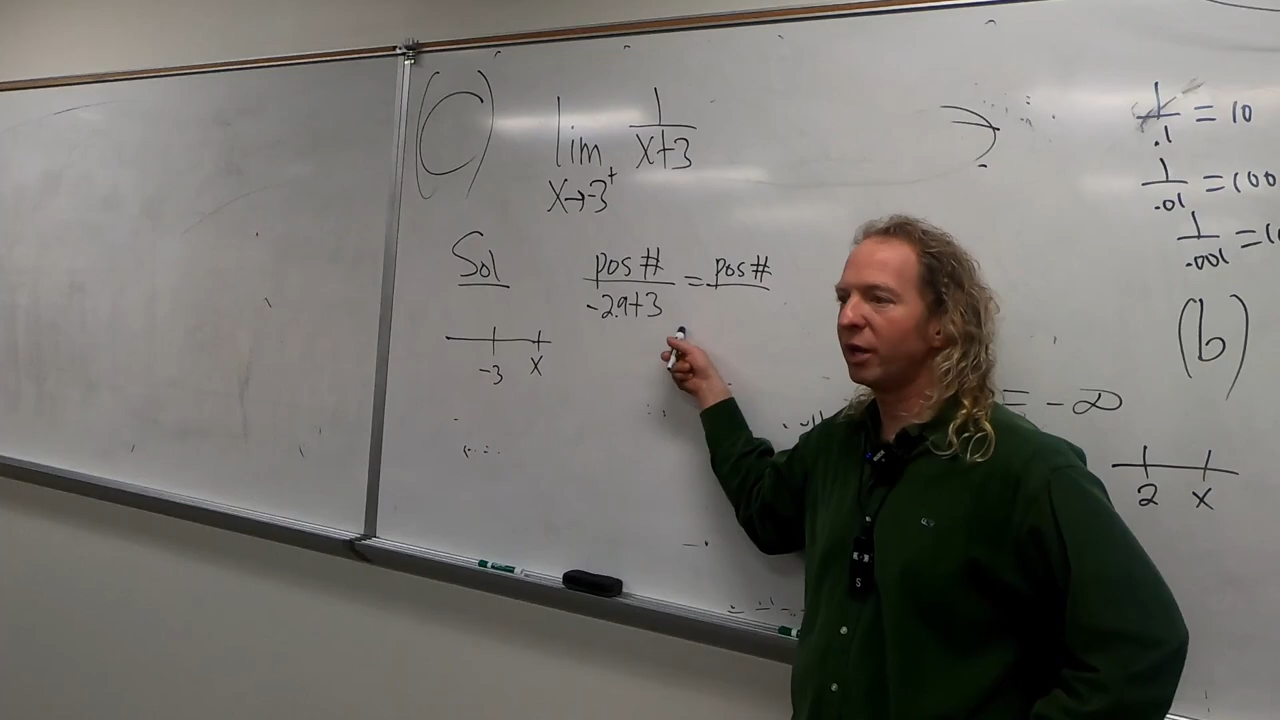 (C) lim 1/(x+3)
x→-3⁺
Sol pos # / (-2.9+3) = pos #
-3 x
1/.1 = 10
1/.01 = 100
1/.001 =
(b)
= -∞
2 x